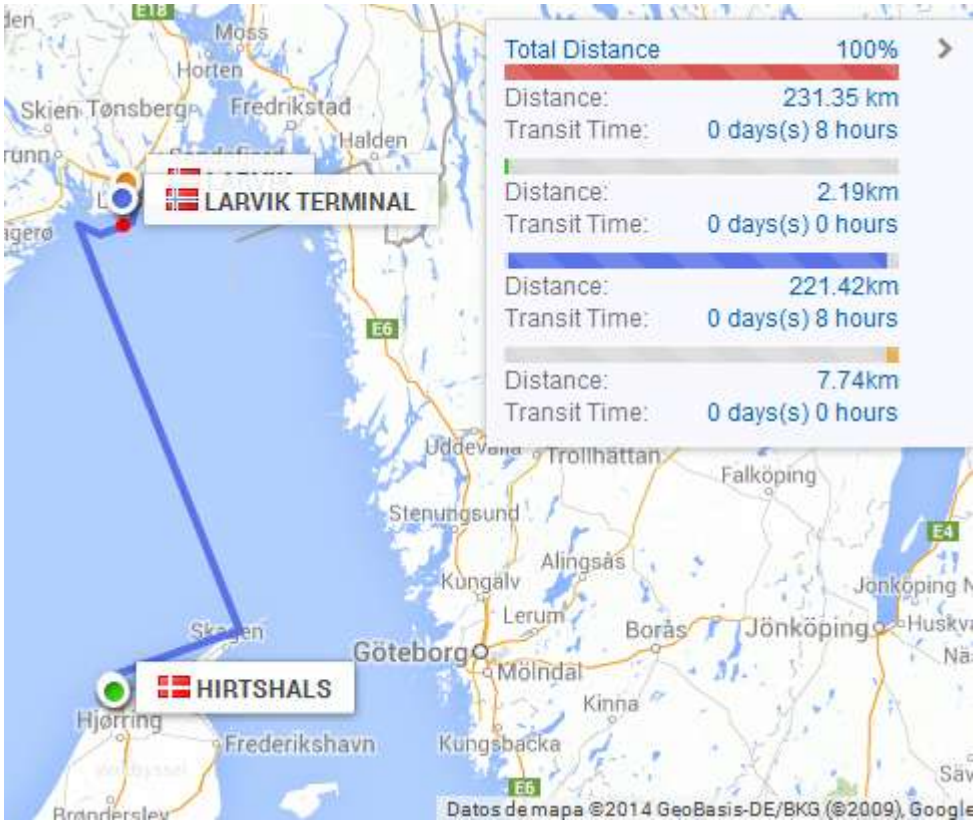 E18
Moss
Horten
Skien
Tønsberg
Fredrikstad
Halden
LARVIK TERMINAL
Total Distance 100%
Distance: 231.35 km
Transit Time: 0 days(s) 8 hours
Distance: 2.19km
Transit Time: 0 days(s) 0 hours
Distance: 221.42km
Transit Time: 0 days(s) 8 hours
Distance: 7.74km
Transit Time: 0 days(s) 0 hours
E6
Uddevalla
Trollhättan
Falköping
Stenungsund
E4
Alingsås
Kungälv
Jönköping N
Lerum
Skagen
Borås
Jönköping
Huskva
Göteborg
Nä
Mölndal
HIRTSHALS
Kinna
Hjørring
Frederikshavn
Kungsbacka
Säv
E6
Brønderslev
Datos de mapa ©2014 GeoBasis-DE/BKG (©2009), Google